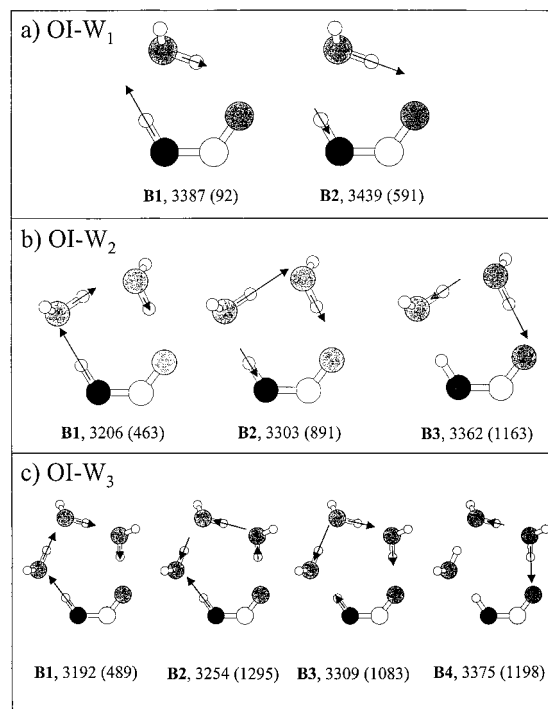 a) OI-W₁
B1, 3387 (92) B2, 3439 (591)
b) OI-W₂
B1, 3206 (463) B2, 3303 (891) B3, 3362 (1163)
c) OI-W₃
B1, 3192 (489) B2, 3254 (1295) B3, 3309 (1083) B4, 3375 (1198)